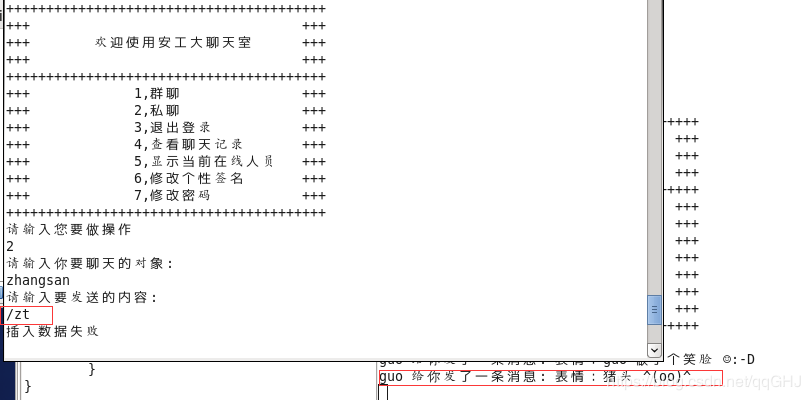 ++++++++++++++++++++++++++++++++++++++++
+++ +++
+++ 欢迎使用安工大聊天室 +++
+++ +++
++++++++++++++++++++++++++++++++++++++++
+++ 1,群聊 +++
+++ 2,私聊 +++
+++ 3,退出登录 +++
+++ 4,查看聊天记录 +++
+++ 5,显示当前在线人员 +++
+++ 6,修改个性签名 +++
+++ 7,修改密码 +++
++++++++++++++++++++++++++++++++++++++++
请输入您要做操作
2
请输入你要聊天的对象:
zhangsan
请输入要发送的内容:
/zt
插入数据失败
++++
+++
+++
+++
++++
+++
+++
+++
+++
+++
+++
+++
++++
个笑脸 ☺:-D
guo 给你发了一条消息: 表情: 猪头 ^(oo)^
}
}
https://blog.csdn.net/qqGHJ